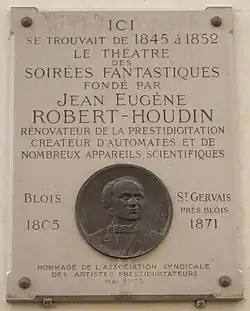 ICI
SE TROUVAIT DE 1845 à 1852
LE THÉATRE
DES
SOIRÉES FANTASTIQUES
FONDÉ PAR
JEAN EUGÈNE
ROBERT-HOUDIN
RÉNOVATEUR DE LA PRESTIDIGITATION
CRÉATEUR D'AUTOMATES ET DE
NOMBREUX APPAREILS SCIENTIFIQUES
BLOIS ST GERVAIS
PRÈS BLOIS
1805 1871
HOMMAGE DE L'ASSOCIATION SYNDICALE
DES ARTISTES PRESTIDIGITATEURS
MAI 1975